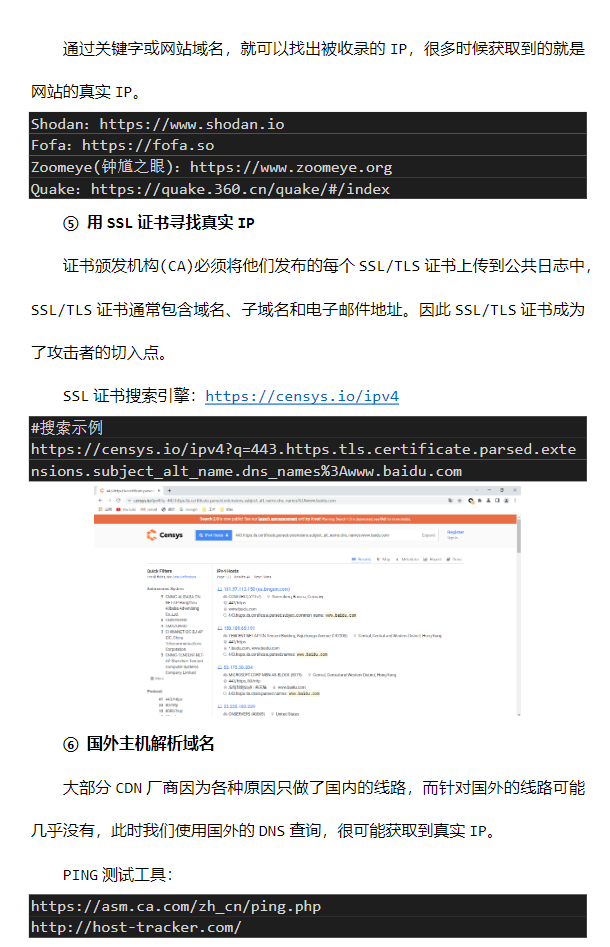 通过关键字或网站域名，就可以找出被收录的 IP，很多时候获取到的就是
网站的真实 IP。
Shodan：https://www.shodan.io
Fofa：https://fofa.so
Zoomeye(钟馗之眼)：https://www.zoomeye.org
Quake：https://quake.360.cn/quake/#/index
⑤ 用 SSL 证书寻找真实 IP
证书颁发机构(CA)必须将他们发布的每个 SSL/TLS 证书上传到公共日志中，
SSL/TLS 证书通常包含域名、子域名和电子邮件地址。因此 SSL/TLS 证书成为
了攻击者的切入点。
SSL 证书搜索引擎：https://censys.io/ipv4
#搜索示例
https://censys.io/ipv4?q=443.https.tls.certificate.parsed.exte
nsions.subject_alt_name.dns_names%3Awww.baidu.com
Censys
Register
Quick Filters
IPv4 Hosts
⑥ 国外主机解析域名
大部分 CDN 厂商因为各种原因只做了国内的线路，而针对国外的线路可能
几乎没有，此时我们使用国外的 DNS 查询，很可能获取到真实 IP。
PING 测试工具：
https://asm.ca.com/zh_cn/ping.php
http://host-tracker.com/